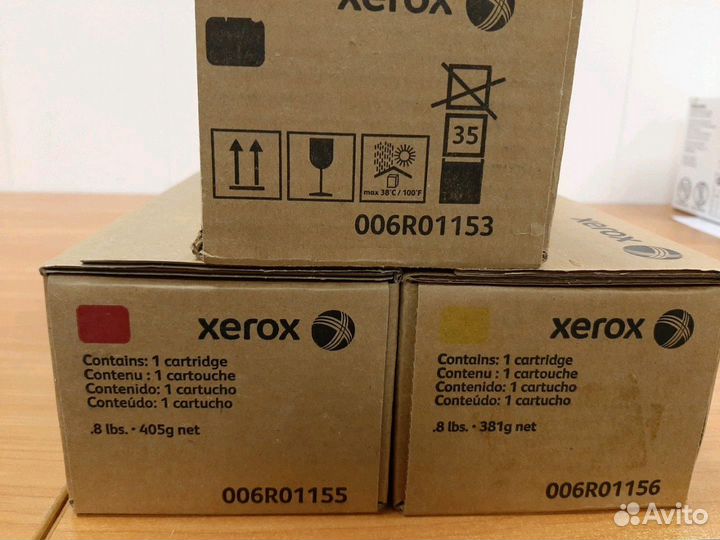 xerox
35
max 38°C / 100°F
006R01153
xerox
Contains: 1 cartridge
Contenu : 1 cartouche
Contenido: 1 cartucho
Conteúdo: 1 cartucho
.8 lbs. • 405g net
006R01155
xerox
Contains: 1 cartridge
Contenu : 1 cartouche
Contenido: 1 cartucho
Conteúdo: 1 cartucho
.8 lbs. • 381g net
006R01156
Avito